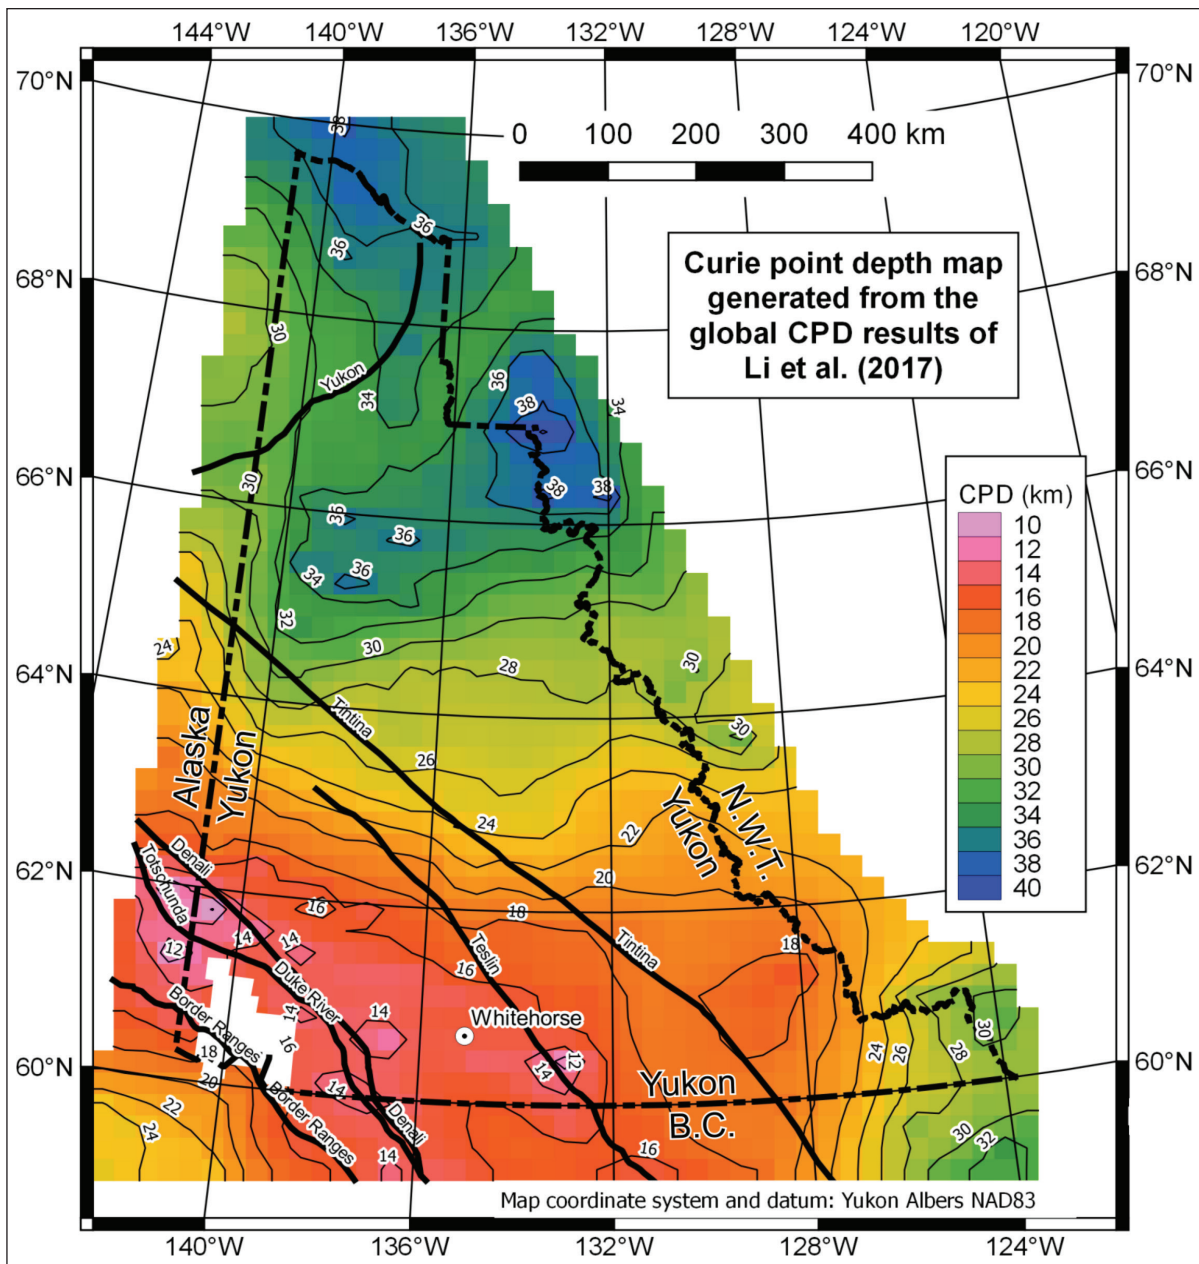 144°W 140°W 136°W 132°W 128°W 124°W 120°W
70°N 70°N
38
0 100 200 300 400 km
36
36
Curie point depth map
generated from the
global CPD results of
Li et al. (2017)
68°N 68°N
30
Yukon
36
34
38
34
66°N 66°N
30
38
38
36
36
34
36
CPD (km)
10
12
14
16
18
20
22
24
26
28
30
32
34
36
38
40
32
24
30
28
30
64°N 64°N
Tintina
30
Alaska
Yukon
26
N.W.T.
Yukon
24
22
62°N 62°N
Denali
Totschunda
20
16
18
14
14
12
18
Teslin
16
Tintina
Duke River
Border Ranges
14
14
Whitehorse
16
18
30
28
26
24
60°N 60°N
12
14
20
14
Yukon
B.C.
Border Ranges
Denali
22
24
14
16
30
32
Map coordinate system and datum: Yukon Albers NAD83
140°W 136°W 132°W 128°W 124°W